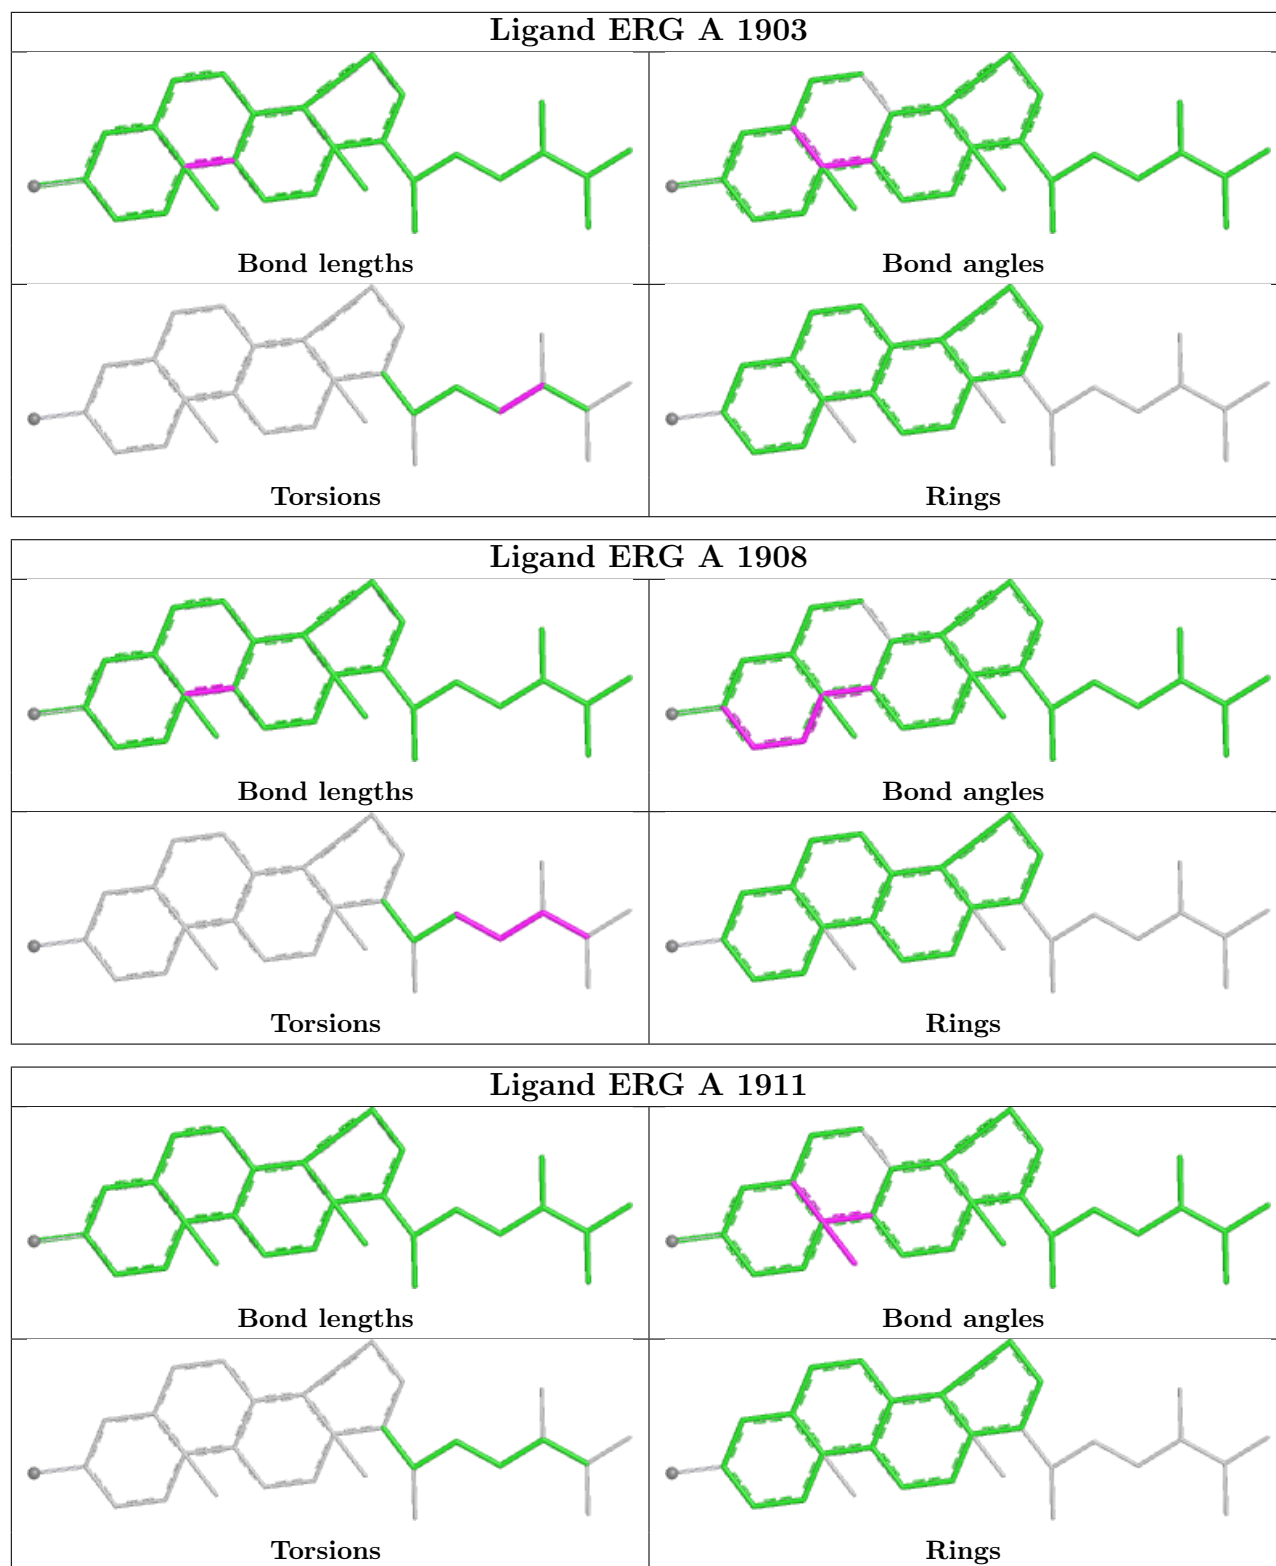 Ligand ERG A 1903
Bond lengths
Bond angles
Torsions
Rings
Ligand ERG A 1908
Bond lengths
Bond angles
Torsions
Rings
Ligand ERG A 1911
Bond lengths
Bond angles
Torsions
Rings